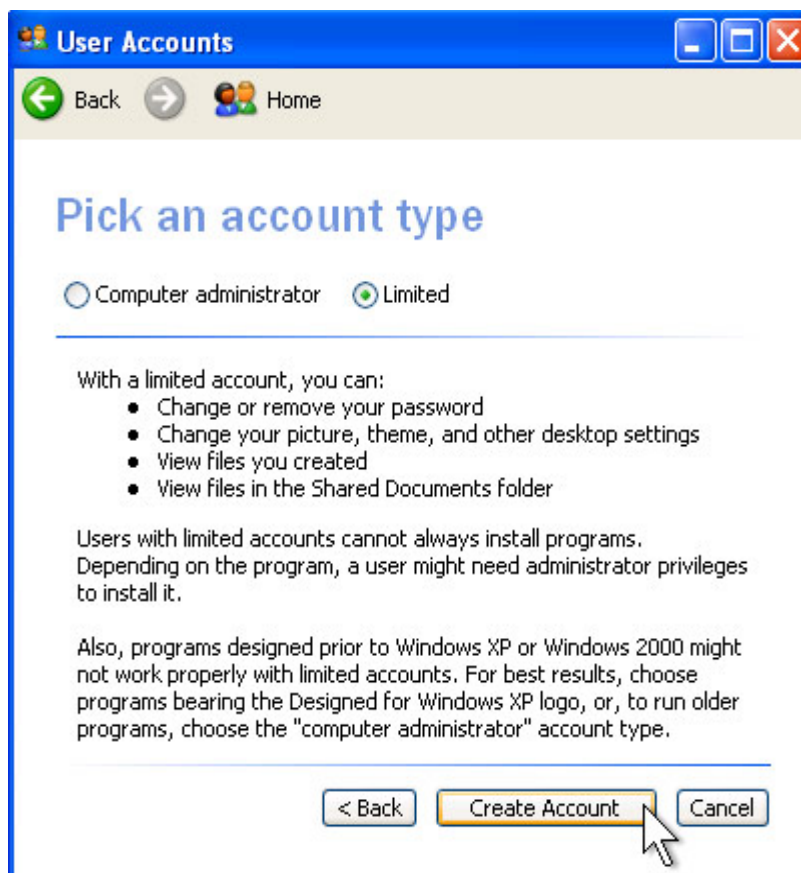 User Accounts
Back Home
Pick an account type
Computer administrator Limited
With a limited account, you can:
• Change or remove your password
• Change your picture, theme, and other desktop settings
• View files you created
• View files in the Shared Documents folder
Users with limited accounts cannot always install programs.
Depending on the program, a user might need administrator privileges
to install it.
Also, programs designed prior to Windows XP or Windows 2000 might
not work properly with limited accounts. For best results, choose
programs bearing the Designed for Windows XP logo, or, to run older
programs, choose the "computer administrator" account type.
< Back Create Account Cancel